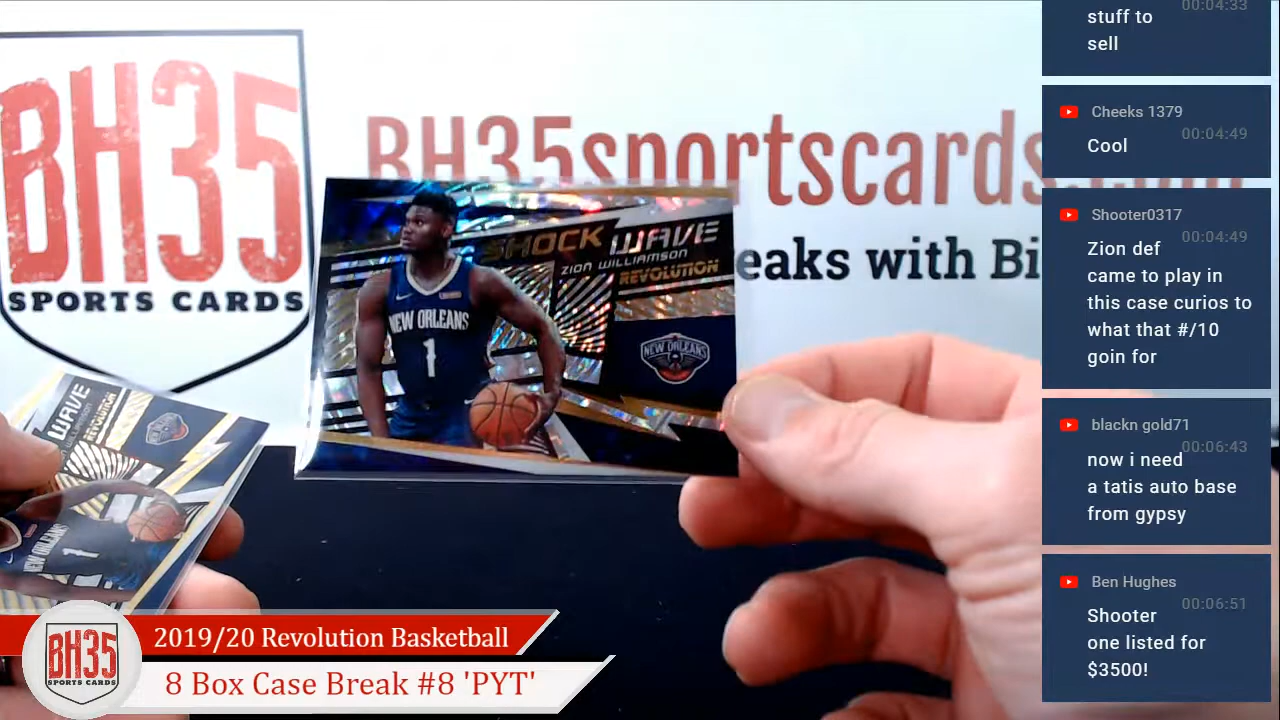 BH35
SPORTS CARDS
BH35sportscards.com
eaks with Bi
SHOCK WAVE
ZION WILLIAMSON
REVOLUTION
NEW ORLEANS
1
NEW ORLEANS
WAVE
REVOLUTION
NEW ORLEANS
1
BH35
SPORTS CARDS
2019/20 Revolution Basketball
8 Box Case Break #8 'PYT'
00:04:33
stuff to
sell
Cheeks 1379
00:04:49
Cool
Shooter0317
00:04:49
Zion def
came to play in
this case curios to
what that #/10
goin for
blackn gold71
00:06:43
now i need
a tatis auto base
from gypsy
Ben Hughes
00:06:51
Shooter
one listed for
$3500!